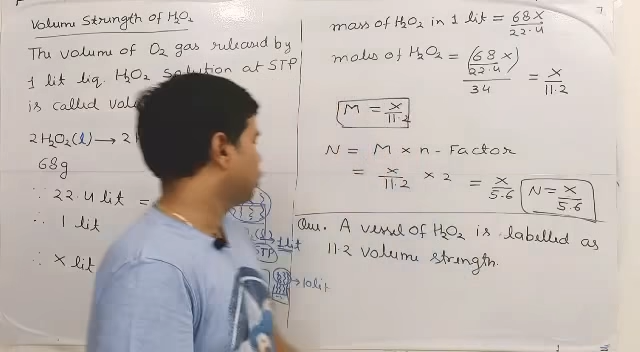 Volume Strength of H₂O₂
The volume of O₂ gas released by
1 lit liq. H₂O₂ solution at STP
is called
2H₂O₂(l) → 2
68g
∵ 22.4 lit =
∴ 1 lit
∴ x lit
1 lit
STP
→ 10 lit
mass of H₂O₂ in 1 lit = 68x/22.4
moles of H₂O₂ = (68x/22.4)/34 = x/11.2
M = x/11.2
N = M × n-Factor
= x/11.2 × 2 = x/5.6
N = x/5.6
Que. A vessel of H₂O₂ is labelled as
11.2 volume strength.